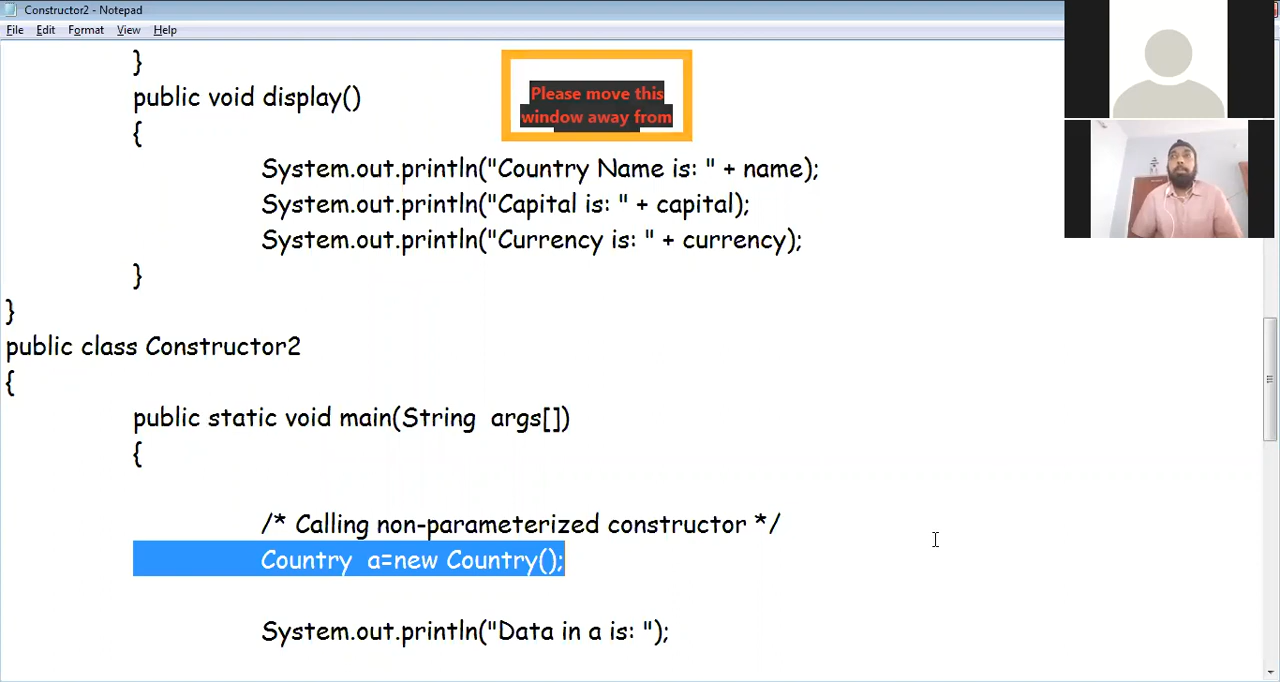 Constructor2 - Notepad
File Edit Format View Help
}
public void display()
Please move this
window away from
{
System.out.println("Country Name is: " + name);
System.out.println("Capital is: " + capital);
System.out.println("Currency is: " + currency);
}
}
public class Constructor2
{
public static void main(String  args[])
{
/* Calling non-parameterized constructor */
Country  a=new Country();
System.out.println("Data in a is: ");